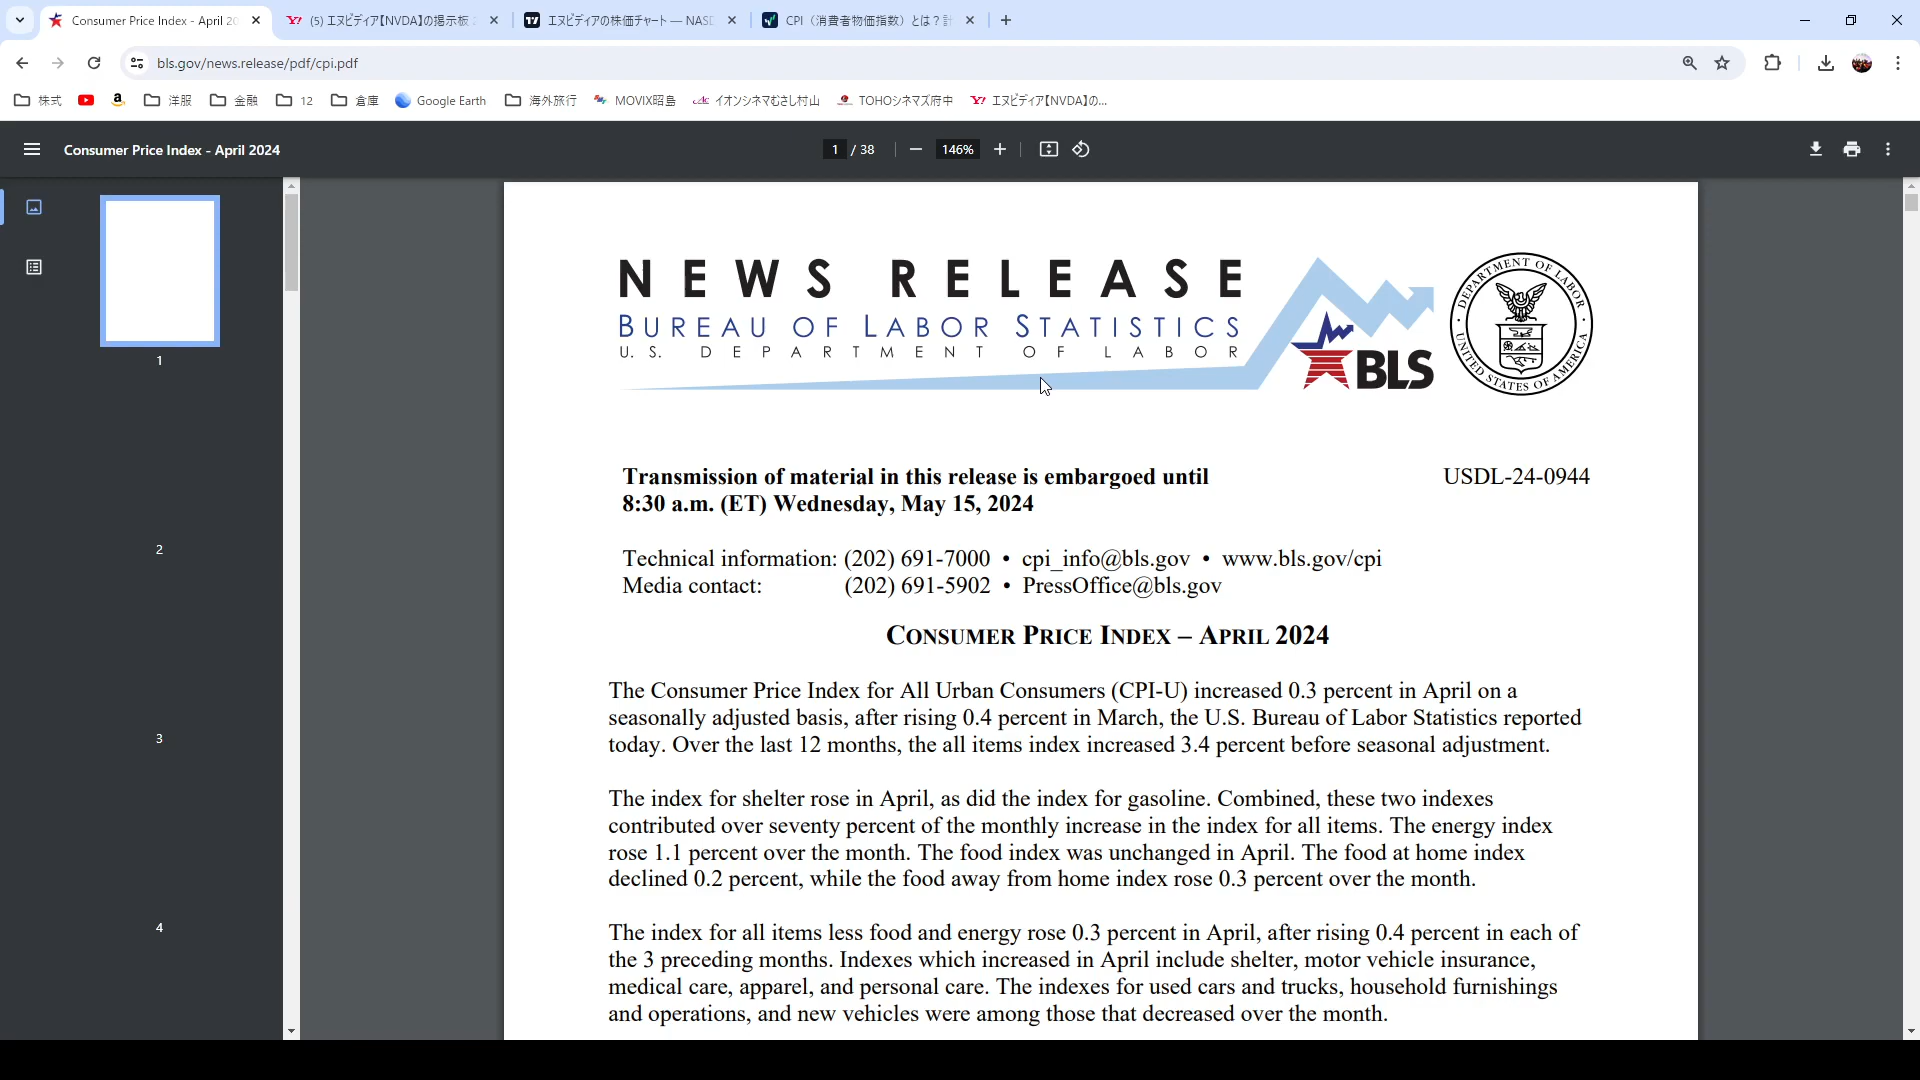 Consumer Price Index - April 20
(5) エヌビディア【NVDA】の掲示板
エヌビディアの株価チャート — NASD
CPI（消費者物価指数）とは？
bls.gov/news.release/pdf/cpi.pdf
株式
洋服
金融
12
倉庫
Google Earth
海外旅行
MOVIX昭島
イオンシネマむさし村山
TOHOシネマズ府中
エヌビディア【NVDA】の...
Consumer Price Index - April 2024
1 / 38
146%
1
2
3
4
NEWS RELEASE
BUREAU OF LABOR STATISTICS
U.S. DEPARTMENT OF LABOR
BLS
DEPARTMENT OF LABOR
UNITED STATES OF AMERICA
Transmission of material in this release is embargoed until
USDL-24-0944
8:30 a.m. (ET) Wednesday, May 15, 2024
Technical information: (202) 691-7000 • cpi_info@bls.gov • www.bls.gov/cpi
Media contact: (202) 691-5902 • PressOffice@bls.gov
CONSUMER PRICE INDEX – APRIL 2024
The Consumer Price Index for All Urban Consumers (CPI-U) increased 0.3 percent in April on a
seasonally adjusted basis, after rising 0.4 percent in March, the U.S. Bureau of Labor Statistics reported
today. Over the last 12 months, the all items index increased 3.4 percent before seasonal adjustment.
The index for shelter rose in April, as did the index for gasoline. Combined, these two indexes
contributed over seventy percent of the monthly increase in the index for all items. The energy index
rose 1.1 percent over the month. The food index was unchanged in April. The food at home index
declined 0.2 percent, while the food away from home index rose 0.3 percent over the month.
The index for all items less food and energy rose 0.3 percent in April, after rising 0.4 percent in each of
the 3 preceding months. Indexes which increased in April include shelter, motor vehicle insurance,
medical care, apparel, and personal care. The indexes for used cars and trucks, household furnishings
and operations, and new vehicles were among those that decreased over the month.